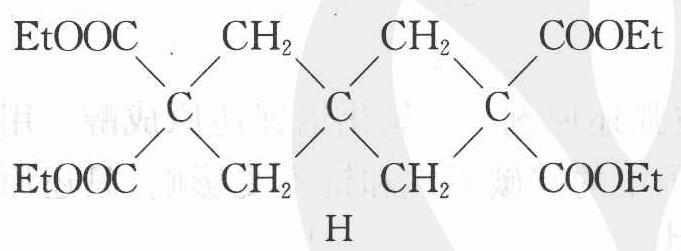 EtOOC CH₂ CH₂ COOEt
C C C
EtOOC CH₂ CH₂ COOEt
H